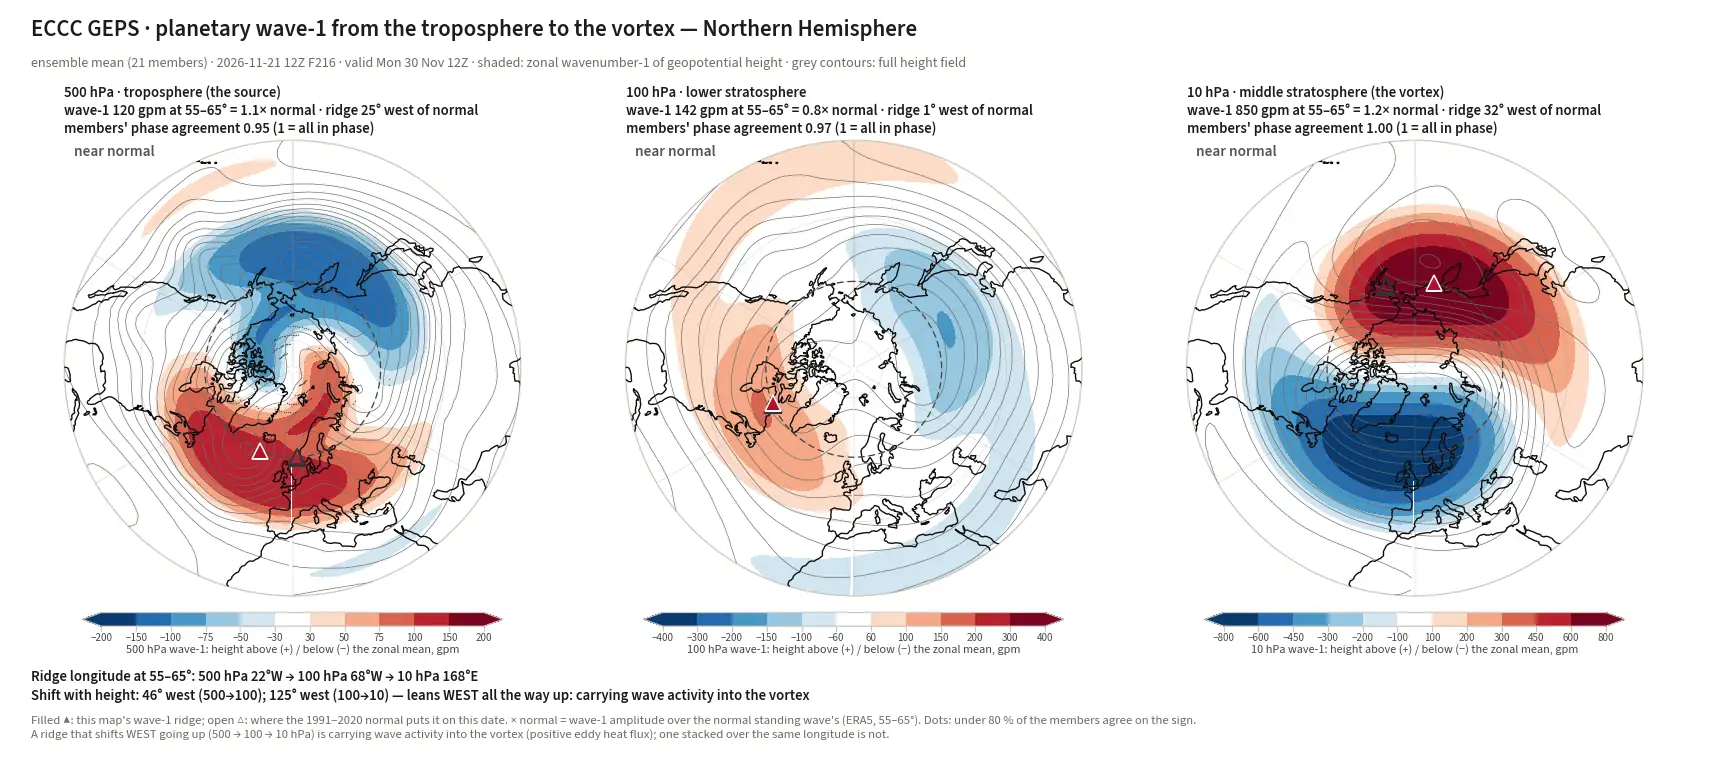 ECCC GEPS · planetary wave-1 from the troposphere to the vortex — Northern Hemisphere
ensemble mean (21 members) · 2026-11-21 12Z F216 · valid Mon 30 Nov 12Z · shaded: zonal wavenumber-1 of geopotential height · grey contours: full height field
500 hPa · troposphere (the source)
wave-1 120 gpm at 55–65° = 1.1× normal · ridge 25° west of normal
members' phase agreement 0.95 (1 = all in phase)
near normal
100 hPa · lower stratosphere
wave-1 142 gpm at 55–65° = 0.8× normal · ridge 1° west of normal
members' phase agreement 0.97 (1 = all in phase)
near normal
10 hPa · middle stratosphere (the vortex)
wave-1 850 gpm at 55–65° = 1.2× normal · ridge 32° west of normal
members' phase agreement 1.00 (1 = all in phase)
near normal
−200 −150 −100 −75 −50 −30 30 50 75 100 150 200
500 hPa wave-1: height above (+) / below (−) the zonal mean, gpm
−400 −300 −200 −150 −100 −60 60 100 150 200 300 400
100 hPa wave-1: height above (+) / below (−) the zonal mean, gpm
−800 −600 −450 −300 −200 −100 100 200 300 450 600 800
10 hPa wave-1: height above (+) / below (−) the zonal mean, gpm
Ridge longitude at 55–65°: 500 hPa 22°W → 100 hPa 68°W → 10 hPa 168°E
Shift with height: 46° west (500→100); 125° west (100→10) — leans WEST all the way up: carrying wave activity into the vortex
Filled ▲: this map's wave-1 ridge; open △: where the 1991–2020 normal puts it on this date. × normal = wave-1 amplitude over the normal standing wave's (ERA5, 55–65°). Dots: under 80 % of the members agree on the sign.
A ridge that shifts WEST going up (500 → 100 → 10 hPa) is carrying wave activity into the vortex (positive eddy heat flux); one stacked over the same longitude is not.